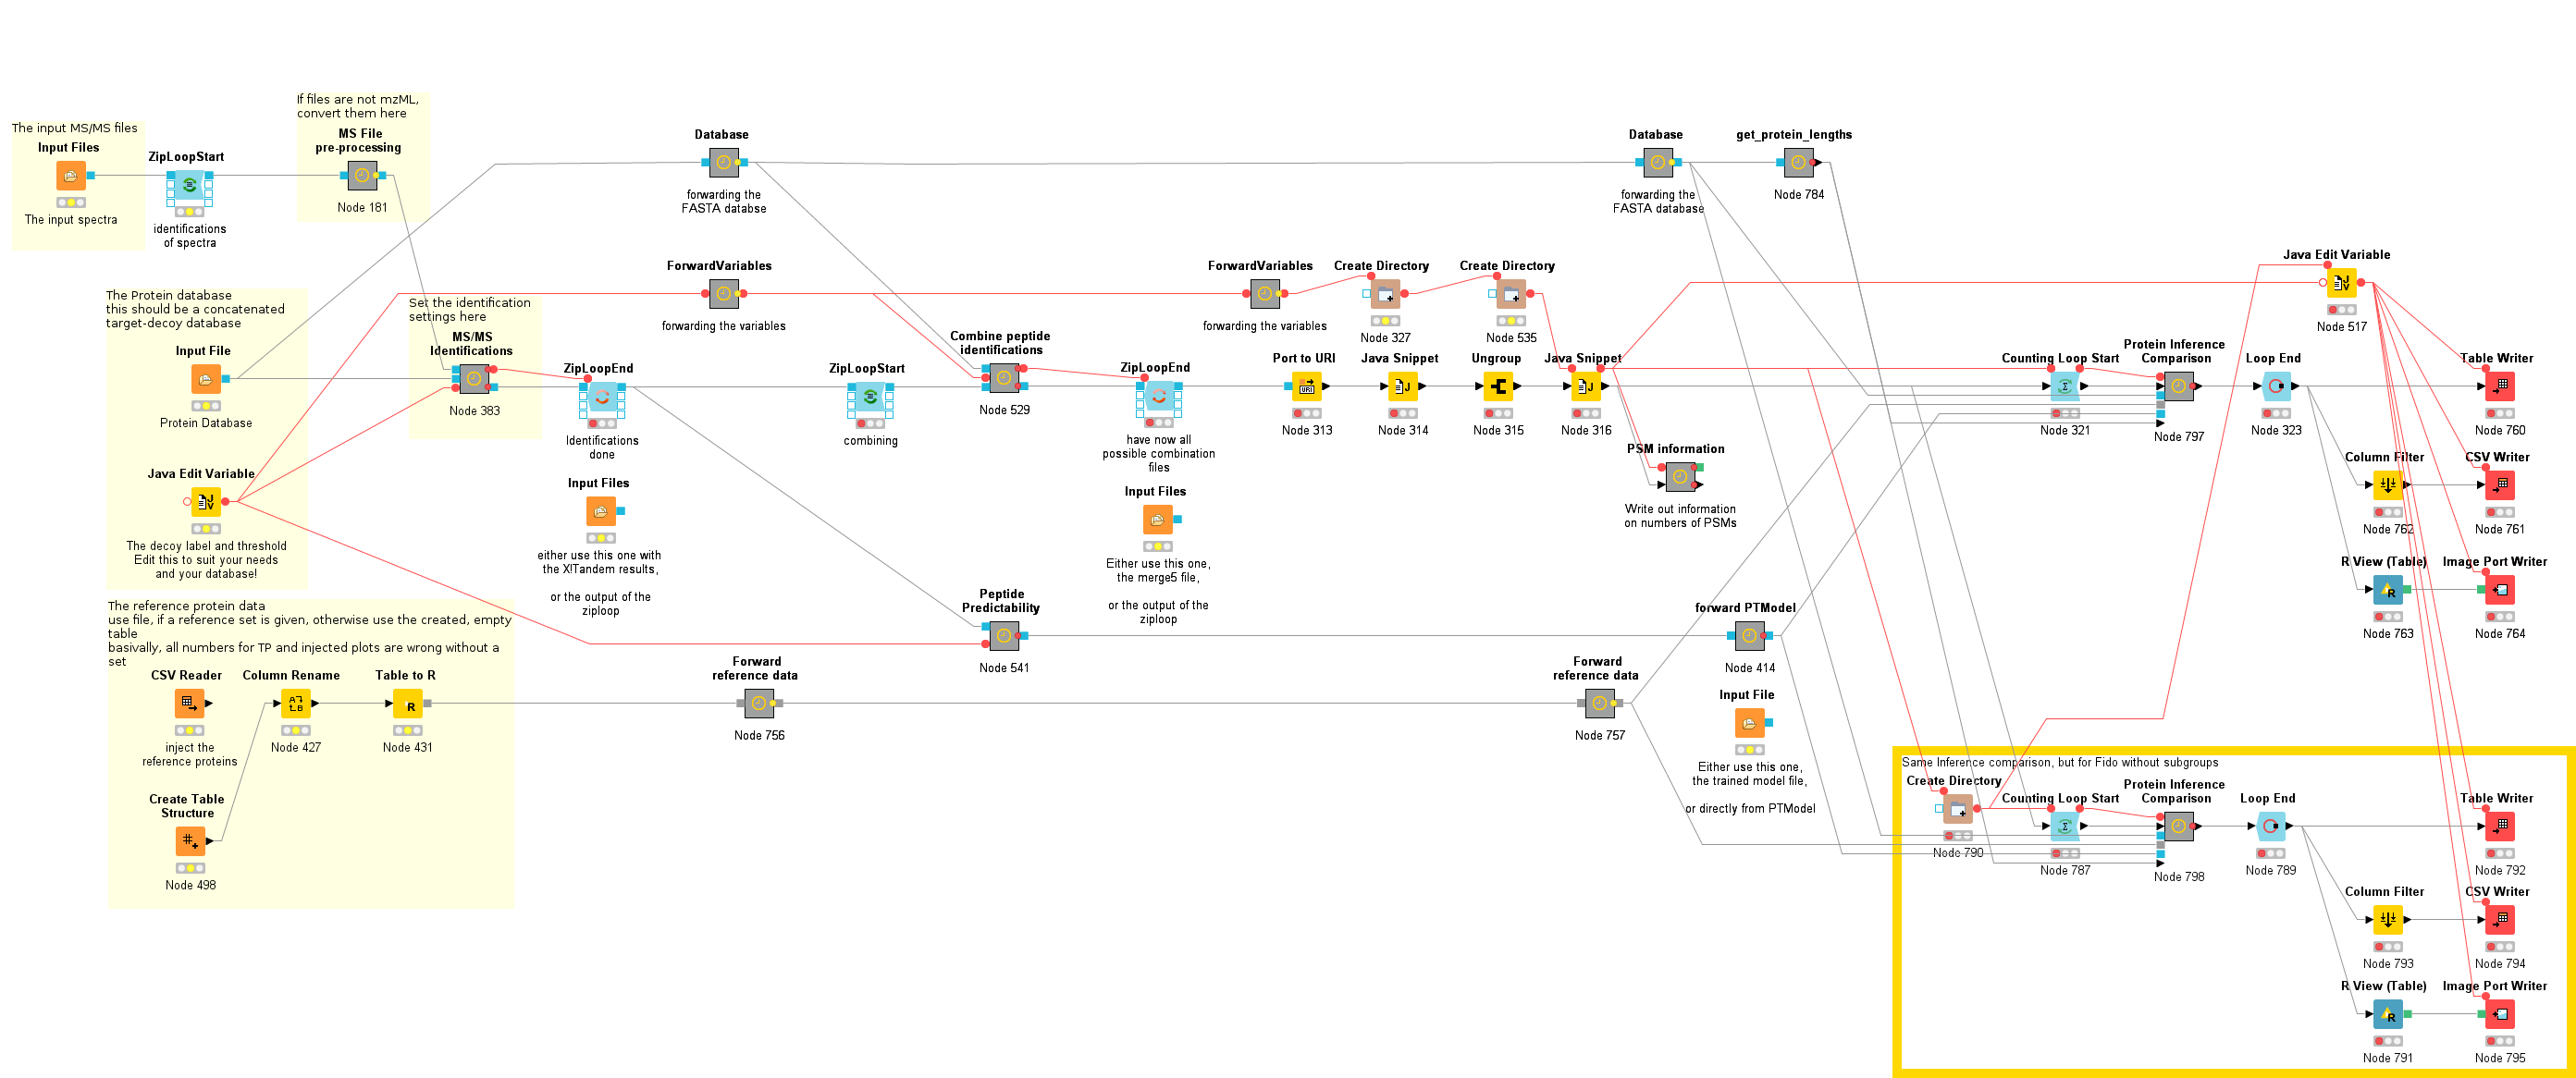 The input MS/MS files
Input Files
The input spectra
ZipLoopStart
identifications
of spectra
If files are not mzML,
convert them here
MS File
pre-processing
Node 181
Database
forwarding the
FASTA databse
Database
forwarding the
FASTA database
get_protein_lengths
Node 784
The Protein database
this should be a concatenated
target-decoy database
Input File
Protein Database
Java Edit Variable
The decoy label and threshold
Edit this to suit your needs
and your database!
Set the identification
settings here
MS/MS
Identifications
Node 383
ForwardVariables
forwarding the variables
ForwardVariables
forwarding the variables
Create Directory
Node 327
Create Directory
Node 535
Java Edit Variable
Node 517
ZipLoopEnd
Identifications
done
Input Files
either use this one with
the X!Tandem results,
or the output of the
ziploop
ZipLoopStart
combining
Combine peptide
identifications
Node 529
ZipLoopEnd
have now all
possible combination
files
Input Files
Either use this one,
the merge5 file,
or the output of the
ziploop
Port to URI
URI
Node 313
Java Snippet
J
Node 314
Ungroup
Node 315
Java Snippet
J
Node 316
PSM information
Write out information
on numbers of PSMs
Counting Loop Start
Node 321
Protein Inference
Comparison
Node 797
Loop End
Node 323
Table Writer
Node 760
Column Filter
Node 762
CSV Writer
Node 761
R View (Table)
R
Node 763
Image Port Writer
Node 764
The reference protein data
use file, if a reference set is given, otherwise use the created, empty
table
basivally, all numbers for TP and injected plots are wrong without a
set
CSV Reader
inject the
reference proteins
Column Rename
Node 427
Table to R
R
Node 431
Create Table
Structure
Node 498
Forward
reference data
Node 756
Peptide
Predictability
Node 541
Forward
reference data
Node 757
forward PTModel
Node 414
Input File
Either use this one,
the trained model file,
or directly from PTModel
Same Inference comparison, but for Fido without subgroups
Create Directory
Node 790
Counting Loop Start
Node 787
Protein Inference
Comparison
Node 798
Loop End
Node 789
Table Writer
Node 792
Column Filter
Node 793
CSV Writer
Node 794
R View (Table)
R
Node 791
Image Port Writer
Node 795